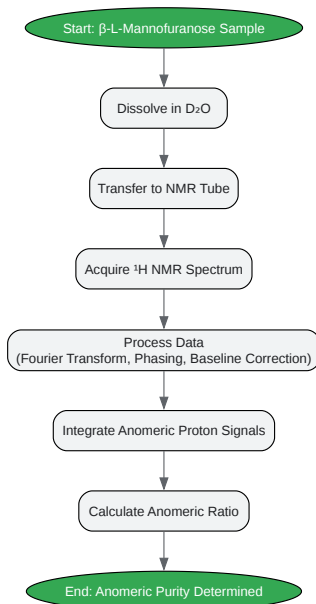 Start: β-L-Mannofuranose Sample
Dissolve in D₂O
Transfer to NMR Tube
Acquire ¹H NMR Spectrum
Process Data
(Fourier Transform, Phasing, Baseline Correction)
Integrate Anomeric Proton Signals
Calculate Anomeric Ratio
End: Anomeric Purity Determined